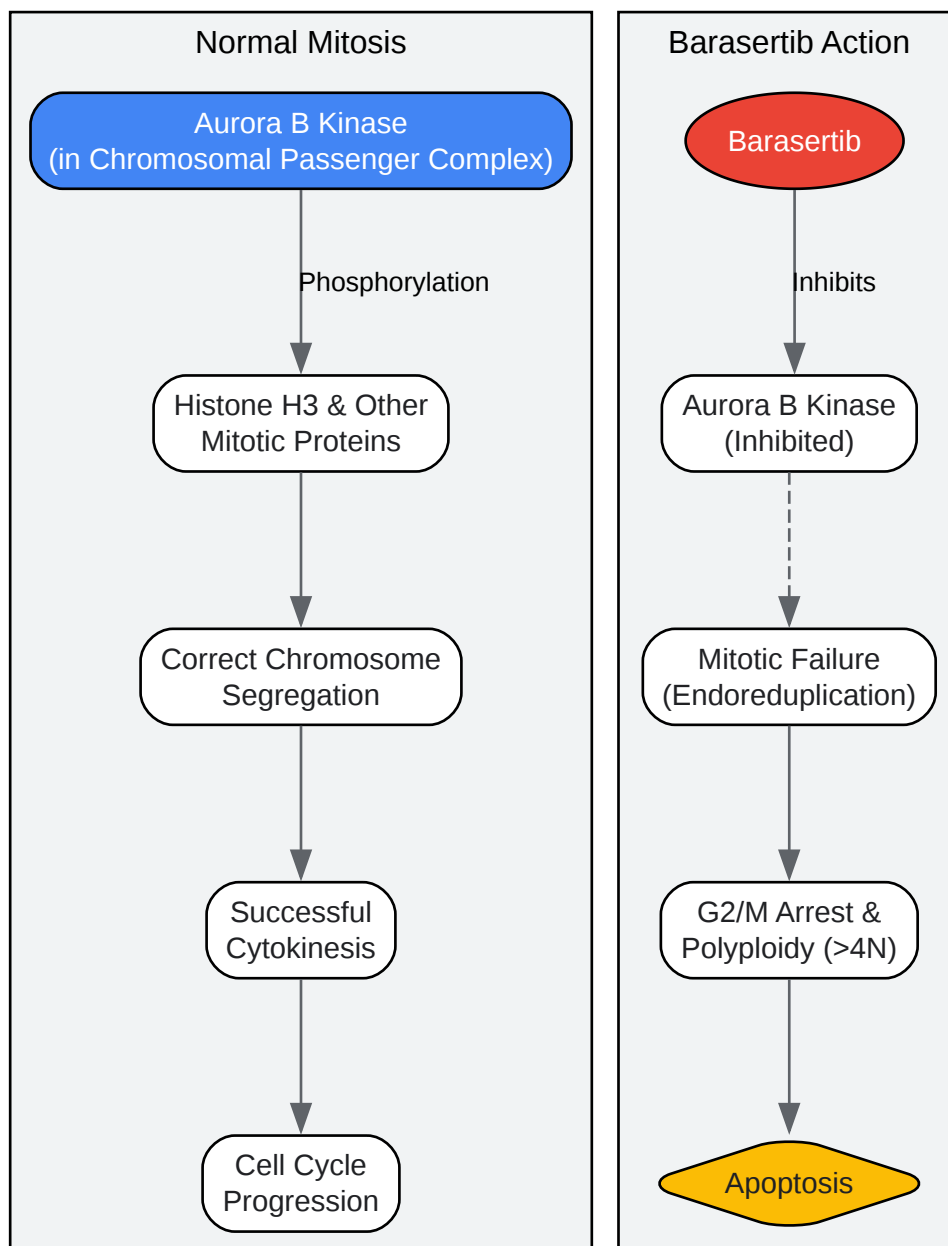 Normal Mitosis
Aurora B Kinase
(in Chromosomal Passenger Complex)
Phosphorylation
Histone H3 & Other
Mitotic Proteins
Correct Chromosome
Segregation
Successful
Cytokinesis
Cell Cycle
Progression
Barasertib Action
Barasertib
Inhibits
Aurora B Kinase
(Inhibited)
Mitotic Failure
(Endoreduplication)
G2/M Arrest &
Polyploidy (>4N)
Apoptosis